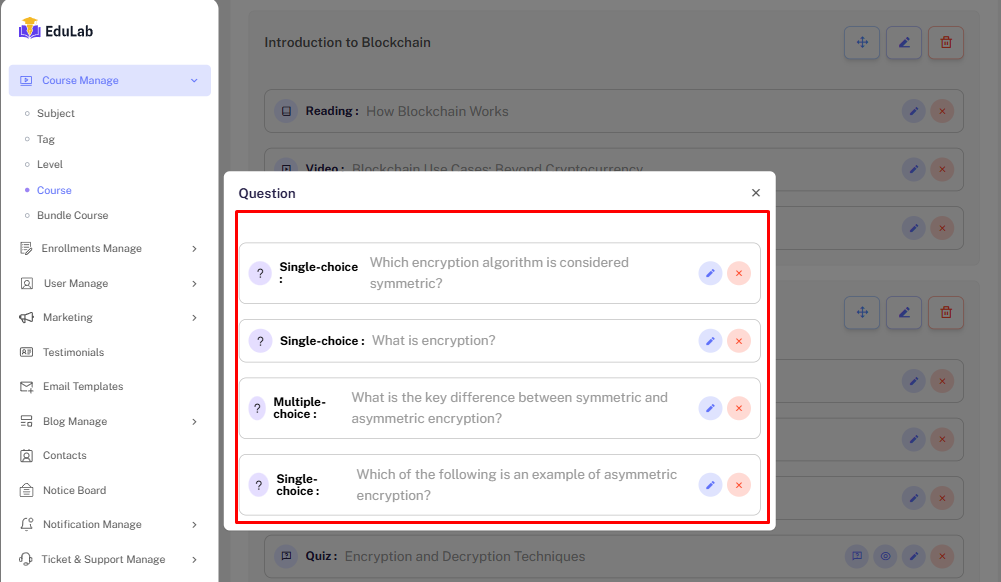 EduLab
Course Manage
Subject
Tag
Level
Course
Bundle Course
Enrollments Manage
User Manage
Marketing
Testimonials
Email Templates
Blog Manage
Contacts
Notice Board
Notification Manage
Ticket & Support Manage
Introduction to Blockchain
Reading : How Blockchain Works
Video : Blockchain Use Cases: Beyond Cryptocurrency
Question
Single-choice
:
Which encryption algorithm is considered
symmetric?
Single-choice : What is encryption?
Multiple-
choice :
What is the key difference between symmetric and
asymmetric encryption?
Single-
choice :
Which of the following is an example of asymmetric
encryption?
Quiz : Encryption and Decryption Techniques